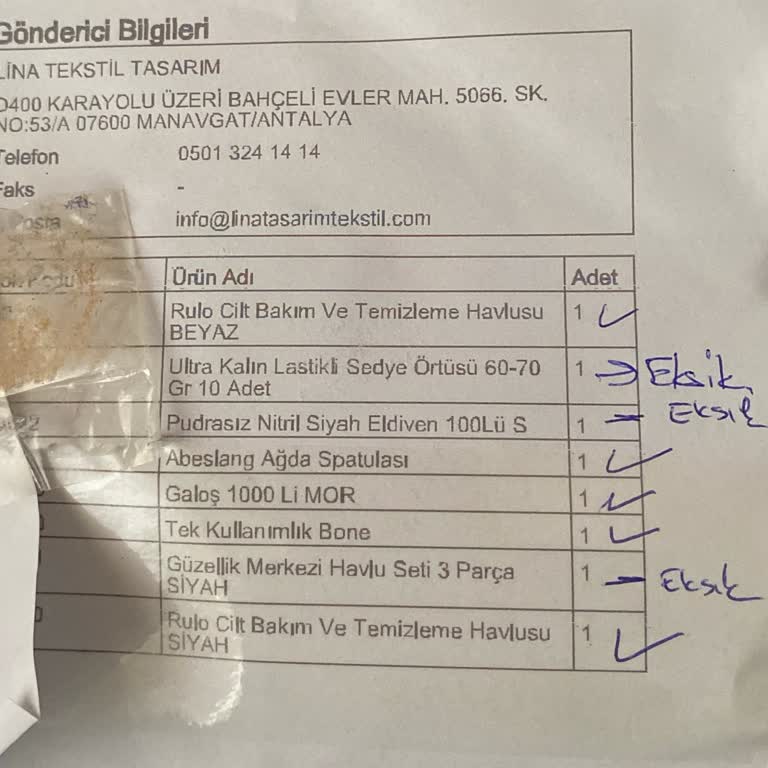 Gönderici Bilgileri
LİNA TEKSTİL TASARIM
D400 KARAYOLU ÜZERİ BAHÇELİ EVLER MAH. 5066. SK.
NO:53/A 07600 MANAVGAT/ANTALYA
Telefon 0501 324 14 14
Faks -
info@linatasarimtekstil.com
Ürün Adı Adet
Rulo Cilt Bakım Ve Temizleme Havlusu 1
BEYAZ
Ultra Kalın Lastikli Sedye Örtüsü 60-70 1 Eksik
Gr 10 Adet
Pudrasız Nitril Siyah Eldiven 100Lü S 1 Eksik
Abeslang Ağda Spatulası 1
Galoş 1000 Li MOR 1
Tek Kullanımlık Bone 1
Güzellik Merkezi Havlu Seti 3 Parça 1 Eksik
SİYAH
Rulo Cilt Bakım Ve Temizleme Havlusu 1
SİYAH